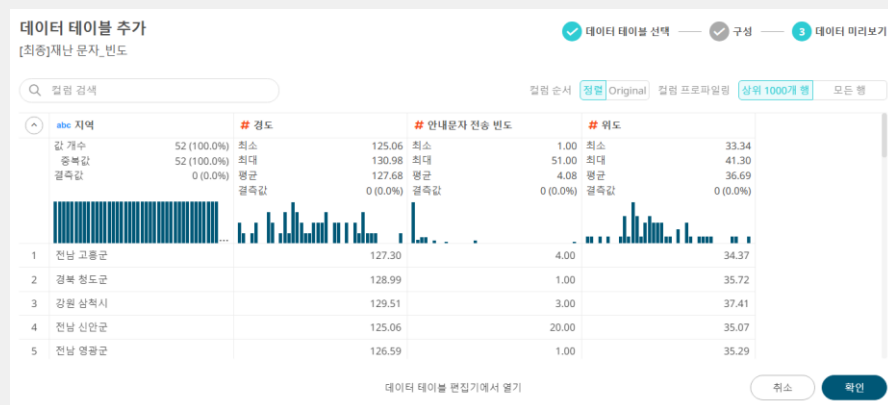 데이터 테이블 추가
데이터 테이블 선택 구성 3 데이터 미리보기
[최종]재난 문자_빈도
컬럼 검색 컬럼 순서 정렬 Original 컬럼 프로파일링 상위 1000개 행 모든 행
abc 지역 # 경도 # 안내문자 전송 빈도 # 위도
값 개수 52 (100.0%) 최소 125.06 최소 1.00 최소 33.34
중복값 52 (100.0%) 최대 130.98 최대 51.00 최대 41.30
결측값 0 (0.0%) 평균 127.68 평균 4.08 평균 36.69
결측값 0 (0.0%) 결측값 0 (0.0%) 결측값 0 (0.0%)
...
1 전남 고흥군 127.30 4.00 34.37
2 경북 청도군 128.99 1.00 35.72
3 강원 삼척시 129.51 3.00 37.41
4 전남 신안군 125.06 20.00 35.07
5 전남 영광군 126.59 1.00 35.29
데이터 테이블 편집기에서 열기 취소 확인